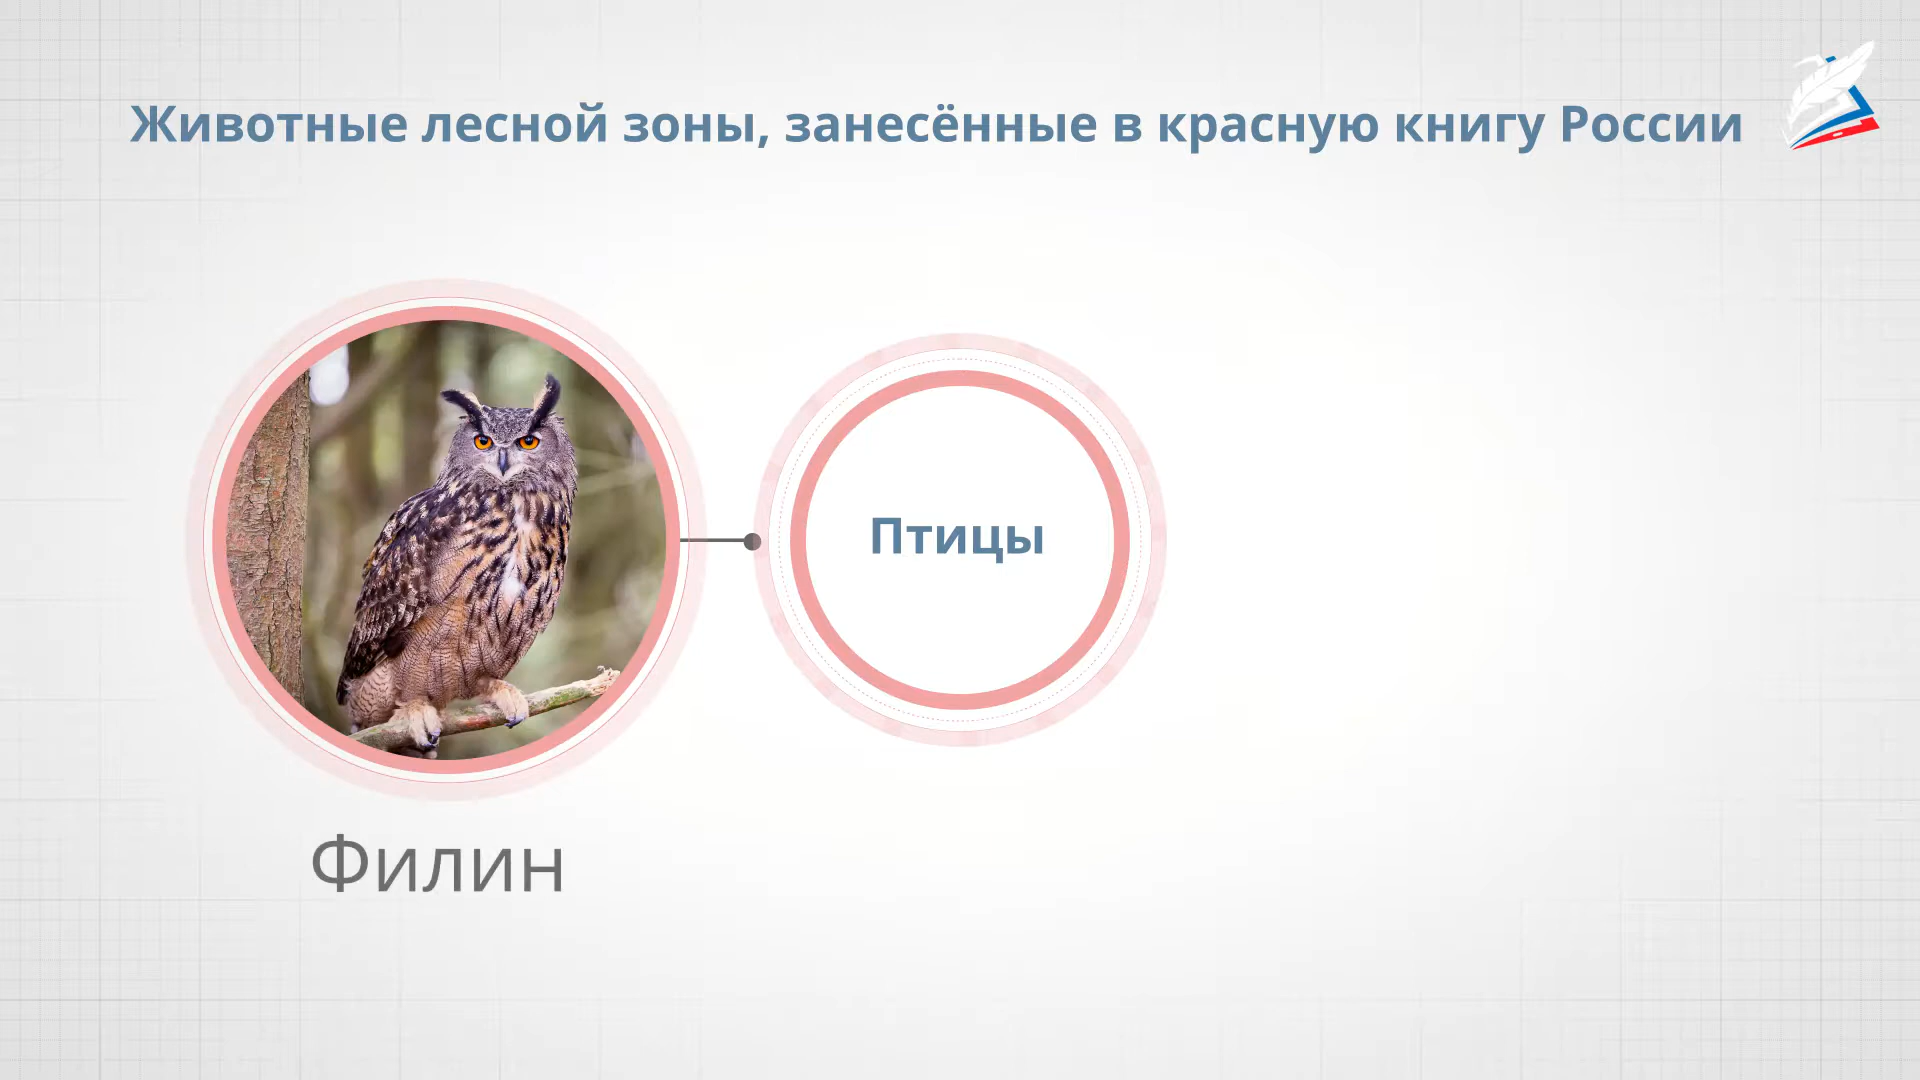 Животные лесной зоны, занесённые в красную книгу России
Птицы
Филин